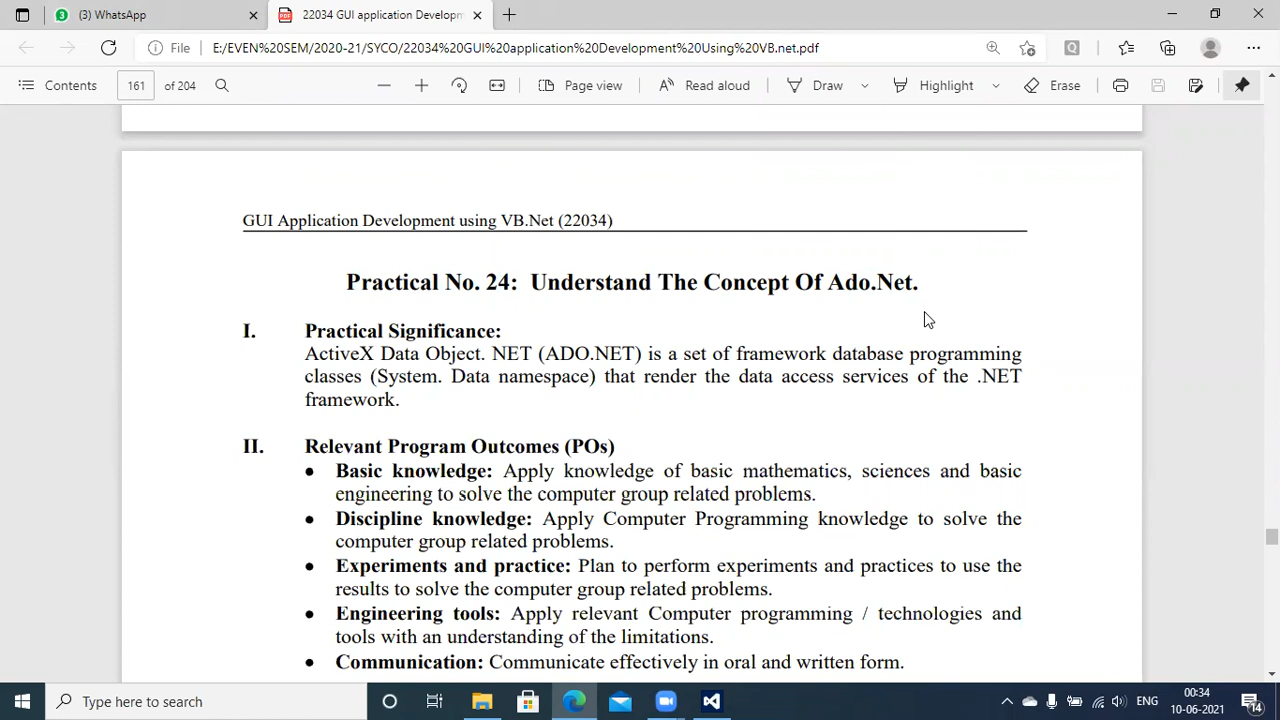 (3) WhatsApp
22034 GUI application Developm
File E:/EVEN%20SEM/2020-21/SYCO/22034%20GUI%20application%20Development%20Using%20VB.net.pdf
Contents 161 of 204 Page view Read aloud Draw Highlight Erase
GUI Application Development using VB.Net (22034)
Practical No. 24: Understand The Concept Of Ado.Net.
I. Practical Significance:
ActiveX Data Object. NET (ADO.NET) is a set of framework database programming
classes (System. Data namespace) that render the data access services of the .NET
framework.
II. Relevant Program Outcomes (POs)
• Basic knowledge: Apply knowledge of basic mathematics, sciences and basic
engineering to solve the computer group related problems.
• Discipline knowledge: Apply Computer Programming knowledge to solve the
computer group related problems.
• Experiments and practice: Plan to perform experiments and practices to use the
results to solve the computer group related problems.
• Engineering tools: Apply relevant Computer programming / technologies and
tools with an understanding of the limitations.
• Communication: Communicate effectively in oral and written form.
Type here to search
ENG
00:34
10-06-2021
14